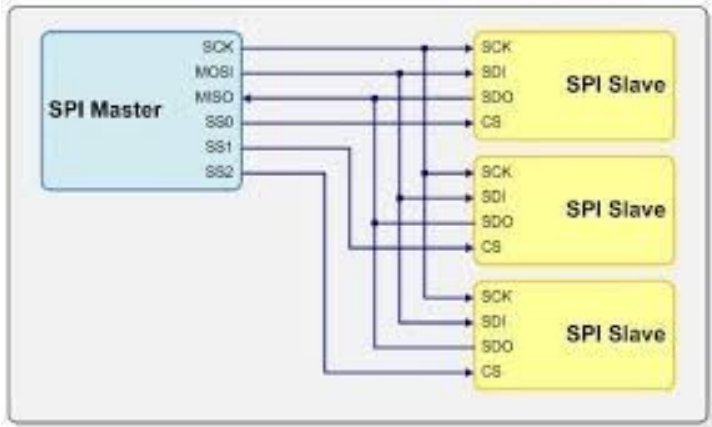 SPI Master
SCK
MOSI
MISO
SS0
SS1
SS2
SCK
SDI
SDO
CS
SPI Slave
SCK
SDI
SDO
CS
SPI Slave
SCK
SDI
SDO
CS
SPI Slave